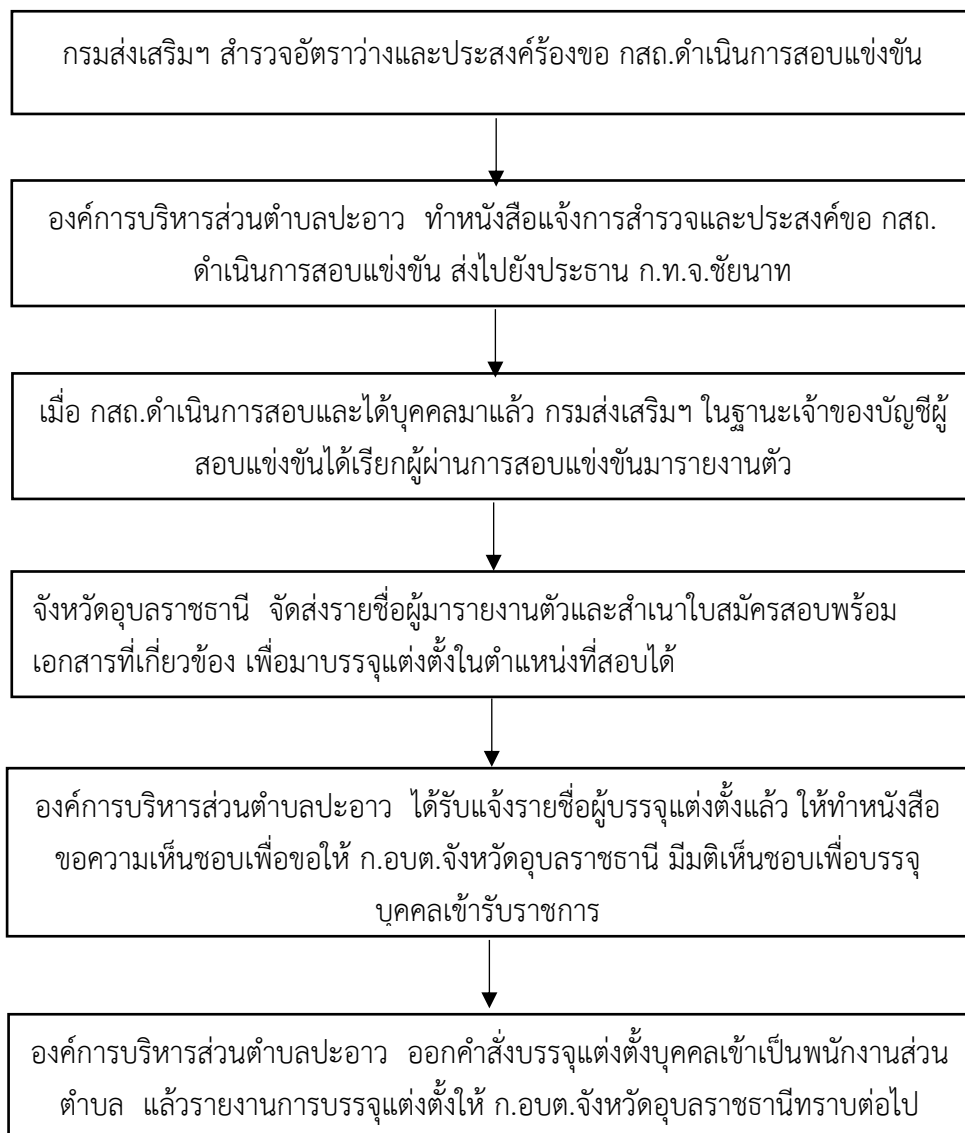 กรมส่งเสริมฯ สำรวจอัตราว่างและประสงค์ร้องขอ กสถ.ดำเนินการสอบแข่งขัน
องค์การบริหารส่วนตำบลปะอาว ทำหนังสือแจ้งการสำรวจและประสงค์ขอ กสถ.
ดำเนินการสอบแข่งขัน ส่งไปยังประธาน ก.ท.จ.ชัยนาท
เมื่อ กสถ.ดำเนินการสอบและได้บุคคลมาแล้ว กรมส่งเสริมฯ ในฐานะเจ้าของบัญชีผู้
สอบแข่งขันได้เรียกผู้ผ่านการสอบแข่งขันมารายงานตัว
จังหวัดอุบลราชธานี จัดส่งรายชื่อผู้มารายงานตัวและสำเนาใบสมัครสอบพร้อม
เอกสารที่เกี่ยวข้อง เพื่อมาบรรจุแต่งตั้งในตำแหน่งที่สอบได้
องค์การบริหารส่วนตำบลปะอาว ได้รับแจ้งรายชื่อผู้บรรจุแต่งตั้งแล้ว ให้ทำหนังสือ
ขอความเห็นชอบเพื่อขอให้ ก.อบต.จังหวัดอุบลราชธานี มีมติเห็นชอบเพื่อบรรจุ
บุคคลเข้ารับราชการ
องค์การบริหารส่วนตำบลปะอาว ออกคำสั่งบรรจุแต่งตั้งบุคคลเข้าเป็นพนักงานส่วน
ตำบล แล้วรายงานการบรรจุแต่งตั้งให้ ก.อบต.จังหวัดอุบลราชธานีทราบต่อไป